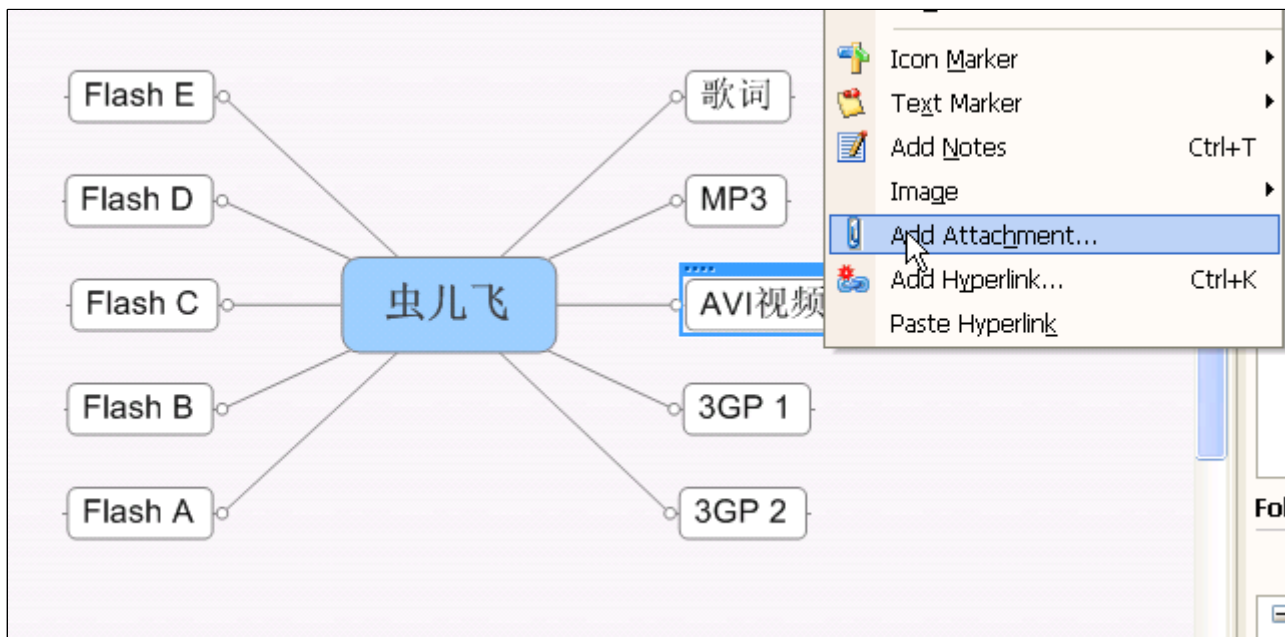 Flash E
Flash D
Flash C
Flash B
Flash A
虫儿飞
歌词
MP3
AVI视频
3GP 1
3GP 2
Icon Marker
Text Marker
Add Notes Ctrl+T
Image
Add Attachment...
Add Hyperlink... Ctrl+K
Paste Hyperlink